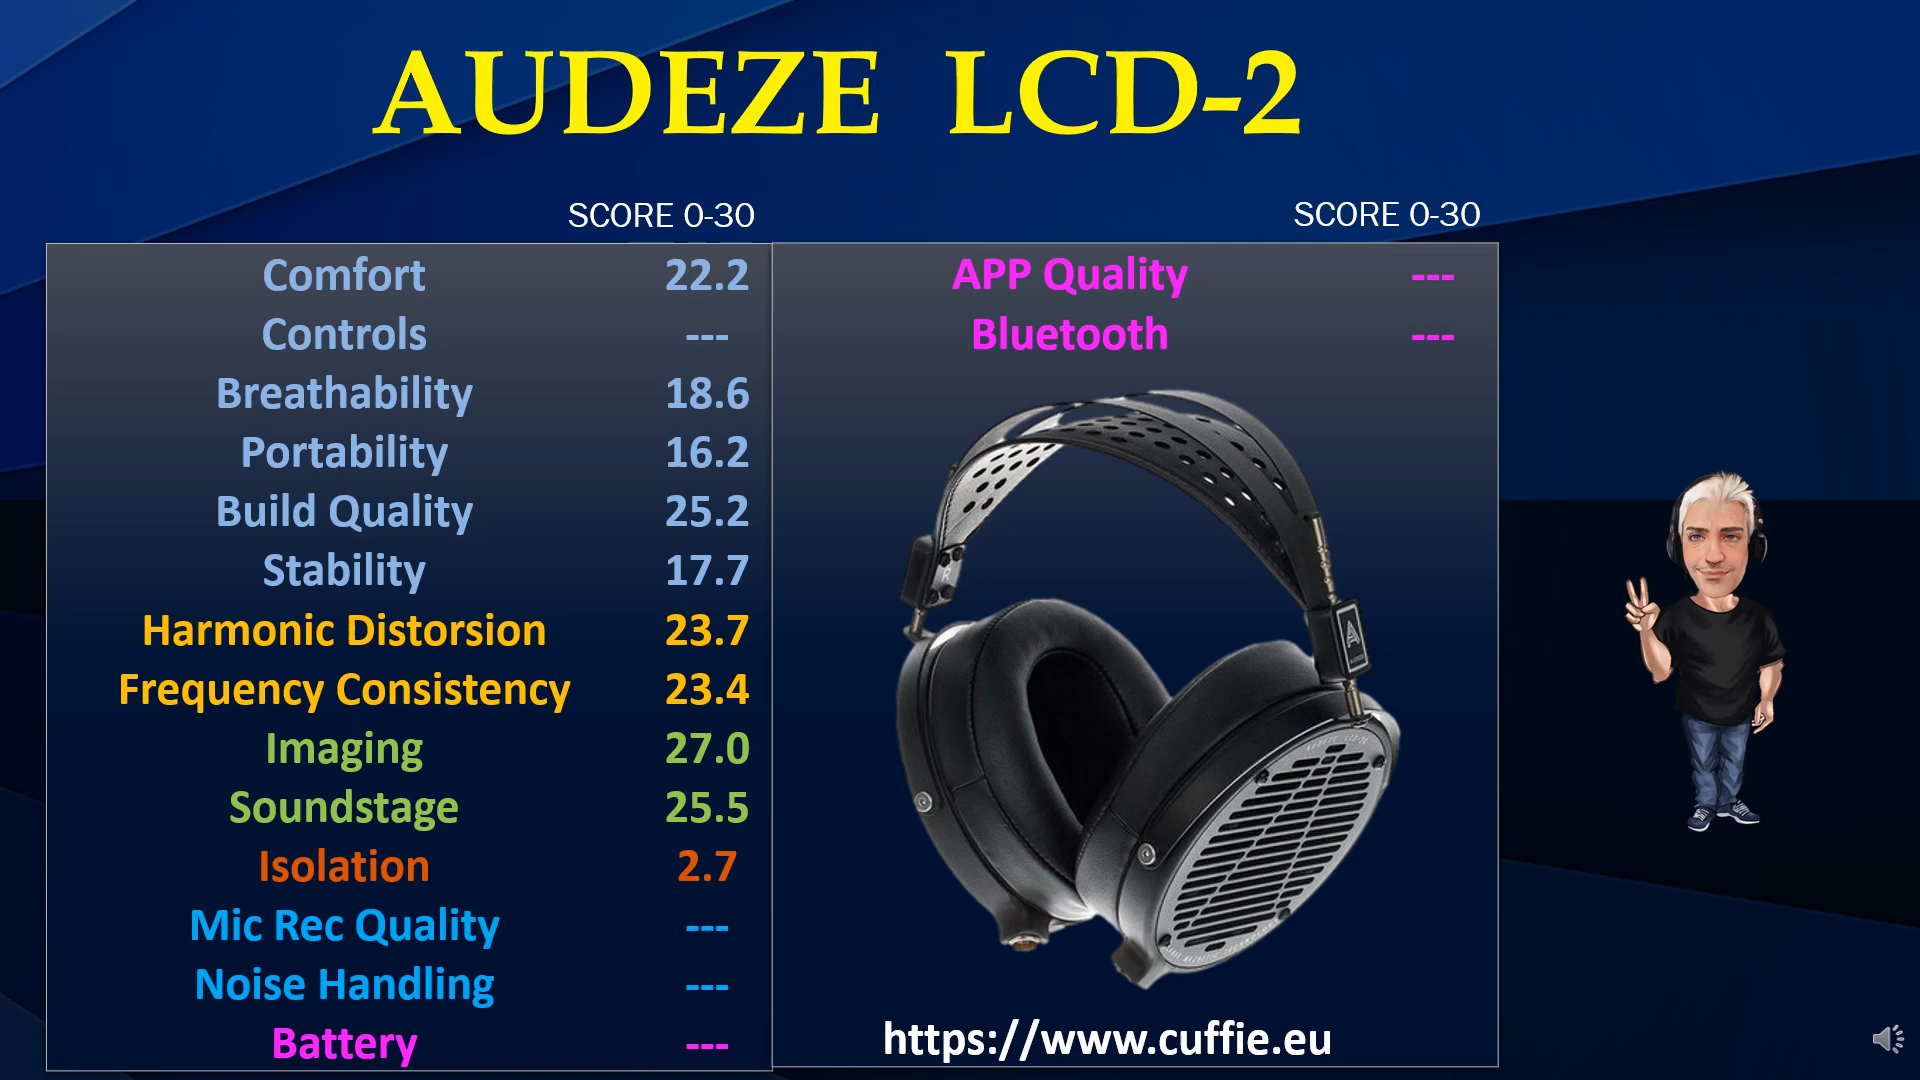 AUDEZE LCD-2
SCORE 0-30
SCORE 0-30
Comfort 22.2
Controls ---
Breathability 18.6
Portability 16.2
Build Quality 25.2
Stability 17.7
Harmonic Distorsion 23.7
Frequency Consistency 23.4
Imaging 27.0
Soundstage 25.5
Isolation 2.7
Mic Rec Quality ---
Noise Handling ---
Battery ---
APP Quality ---
Bluetooth ---
R
A
https://www.cuffie.eu